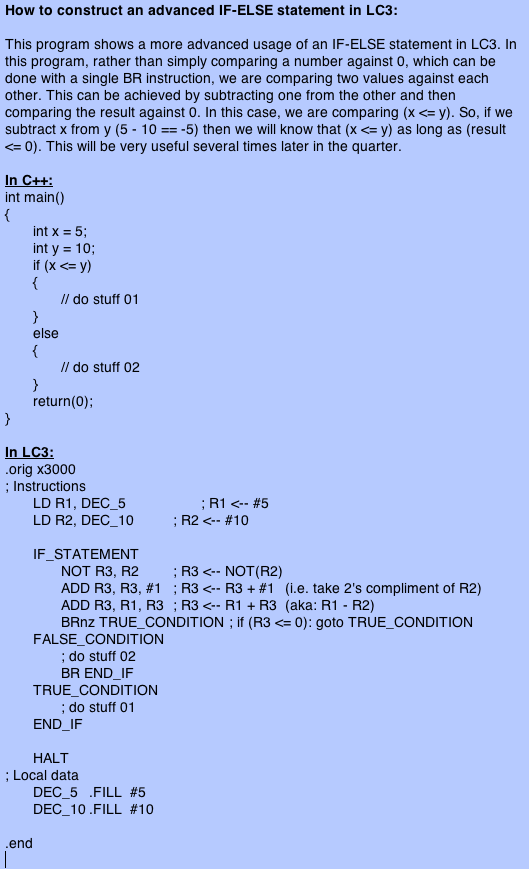 How to construct an advanced IF-ELSE statement in LC3:
This program shows a more advanced usage of an IF-ELSE statement in LC3. In
this program, rather than simply comparing a number against 0, which can be
done with a single BR instruction, we are comparing two values against each
other. This can be achieved by subtracting one from the other and then
comparing the result against 0. In this case, we are comparing (x <= y). So, if we
subtract x from y (5 - 10 == -5) then we will know that (x <= y) as long as (result
<= 0). This will be very useful several times later in the quarter.
In C++:
int main()
{
int x = 5;
int y = 10;
if (x <= y)
{
// do stuff 01
}
else
{
// do stuff 02
}
return(0);
}
In LC3:
.orig x3000
; Instructions
LD R1, DEC_5 ; R1 <-- #5
LD R2, DEC_10 ; R2 <-- #10
IF_STATEMENT
NOT R3, R2 ; R3 <-- NOT(R2)
ADD R3, R3, #1 ; R3 <-- R3 + #1 (i.e. take 2's compliment of R2)
ADD R3, R1, R3 ; R3 <-- R1 + R3 (aka: R1 - R2)
BRnz TRUE_CONDITION ; if (R3 <= 0): goto TRUE_CONDITION
FALSE_CONDITION
; do stuff 02
BR END_IF
TRUE_CONDITION
; do stuff 01
END_IF
HALT
; Local data
DEC_5 .FILL #5
DEC_10 .FILL #10
.end